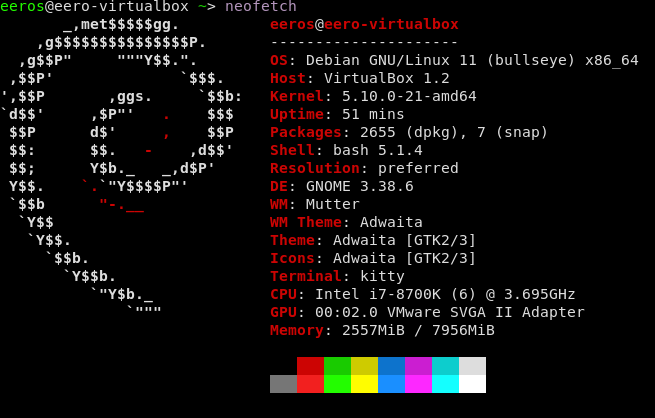 eeros@eero-virtualbox ~> neofetch
eeros@eero-virtualbox
---------------------
OS: Debian GNU/Linux 11 (bullseye) x86_64
Host: VirtualBox 1.2
Kernel: 5.10.0-21-amd64
Uptime: 51 mins
Packages: 2655 (dpkg), 7 (snap)
Shell: bash 5.1.4
Resolution: preferred
DE: GNOME 3.38.6
WM: Mutter
WM Theme: Adwaita
Theme: Adwaita [GTK2/3]
Icons: Adwaita [GTK2/3]
Terminal: kitty
CPU: Intel i7-8700K (6) @ 3.695GHz
GPU: 00:02.0 VMware SVGA II Adapter
Memory: 2557MiB / 7956MiB